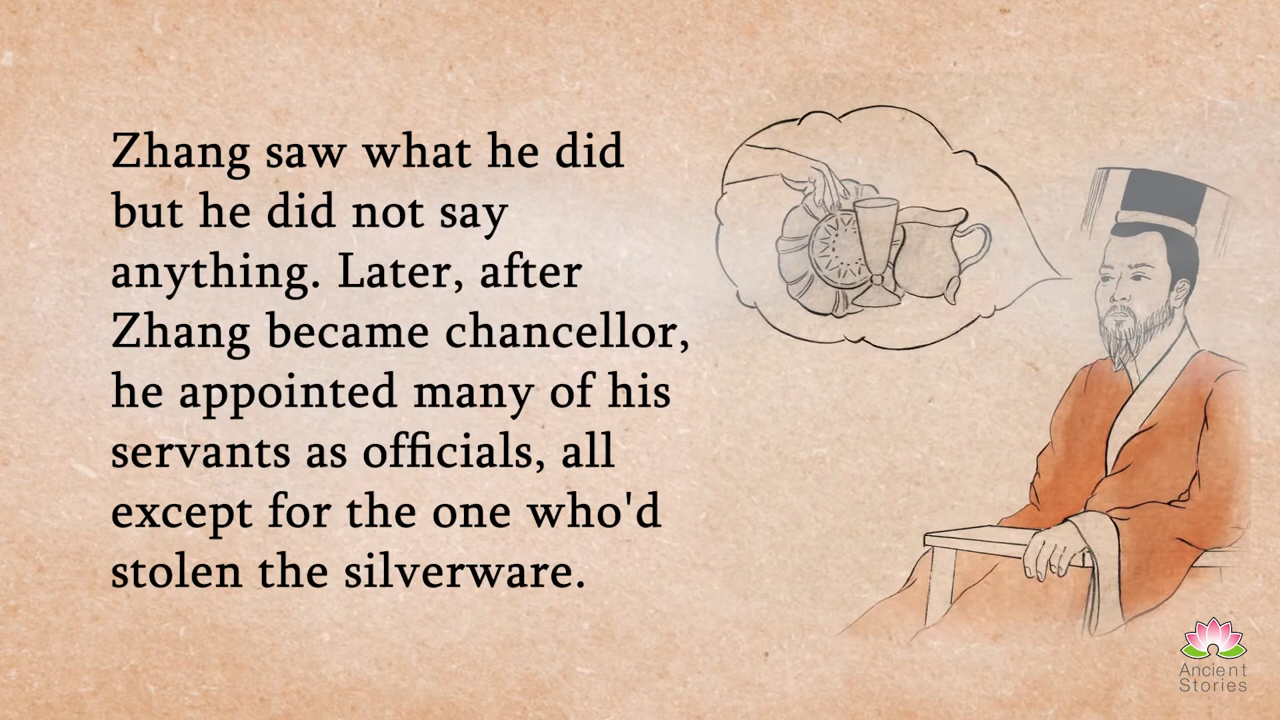 Zhang saw what he did
but he did not say
anything. Later, after
Zhang became chancellor,
he appointed many of his
servants as officials, all
except for the one who'd
stolen the silverware.
Ancient
Stories